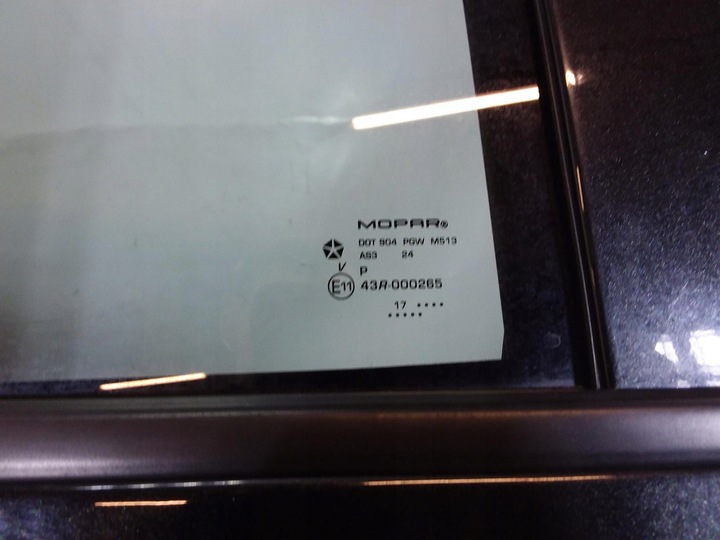 MOPAR®
DOT 904 PGW M513
AS3 24
V P
E11 43R-000265
17 ....
.....